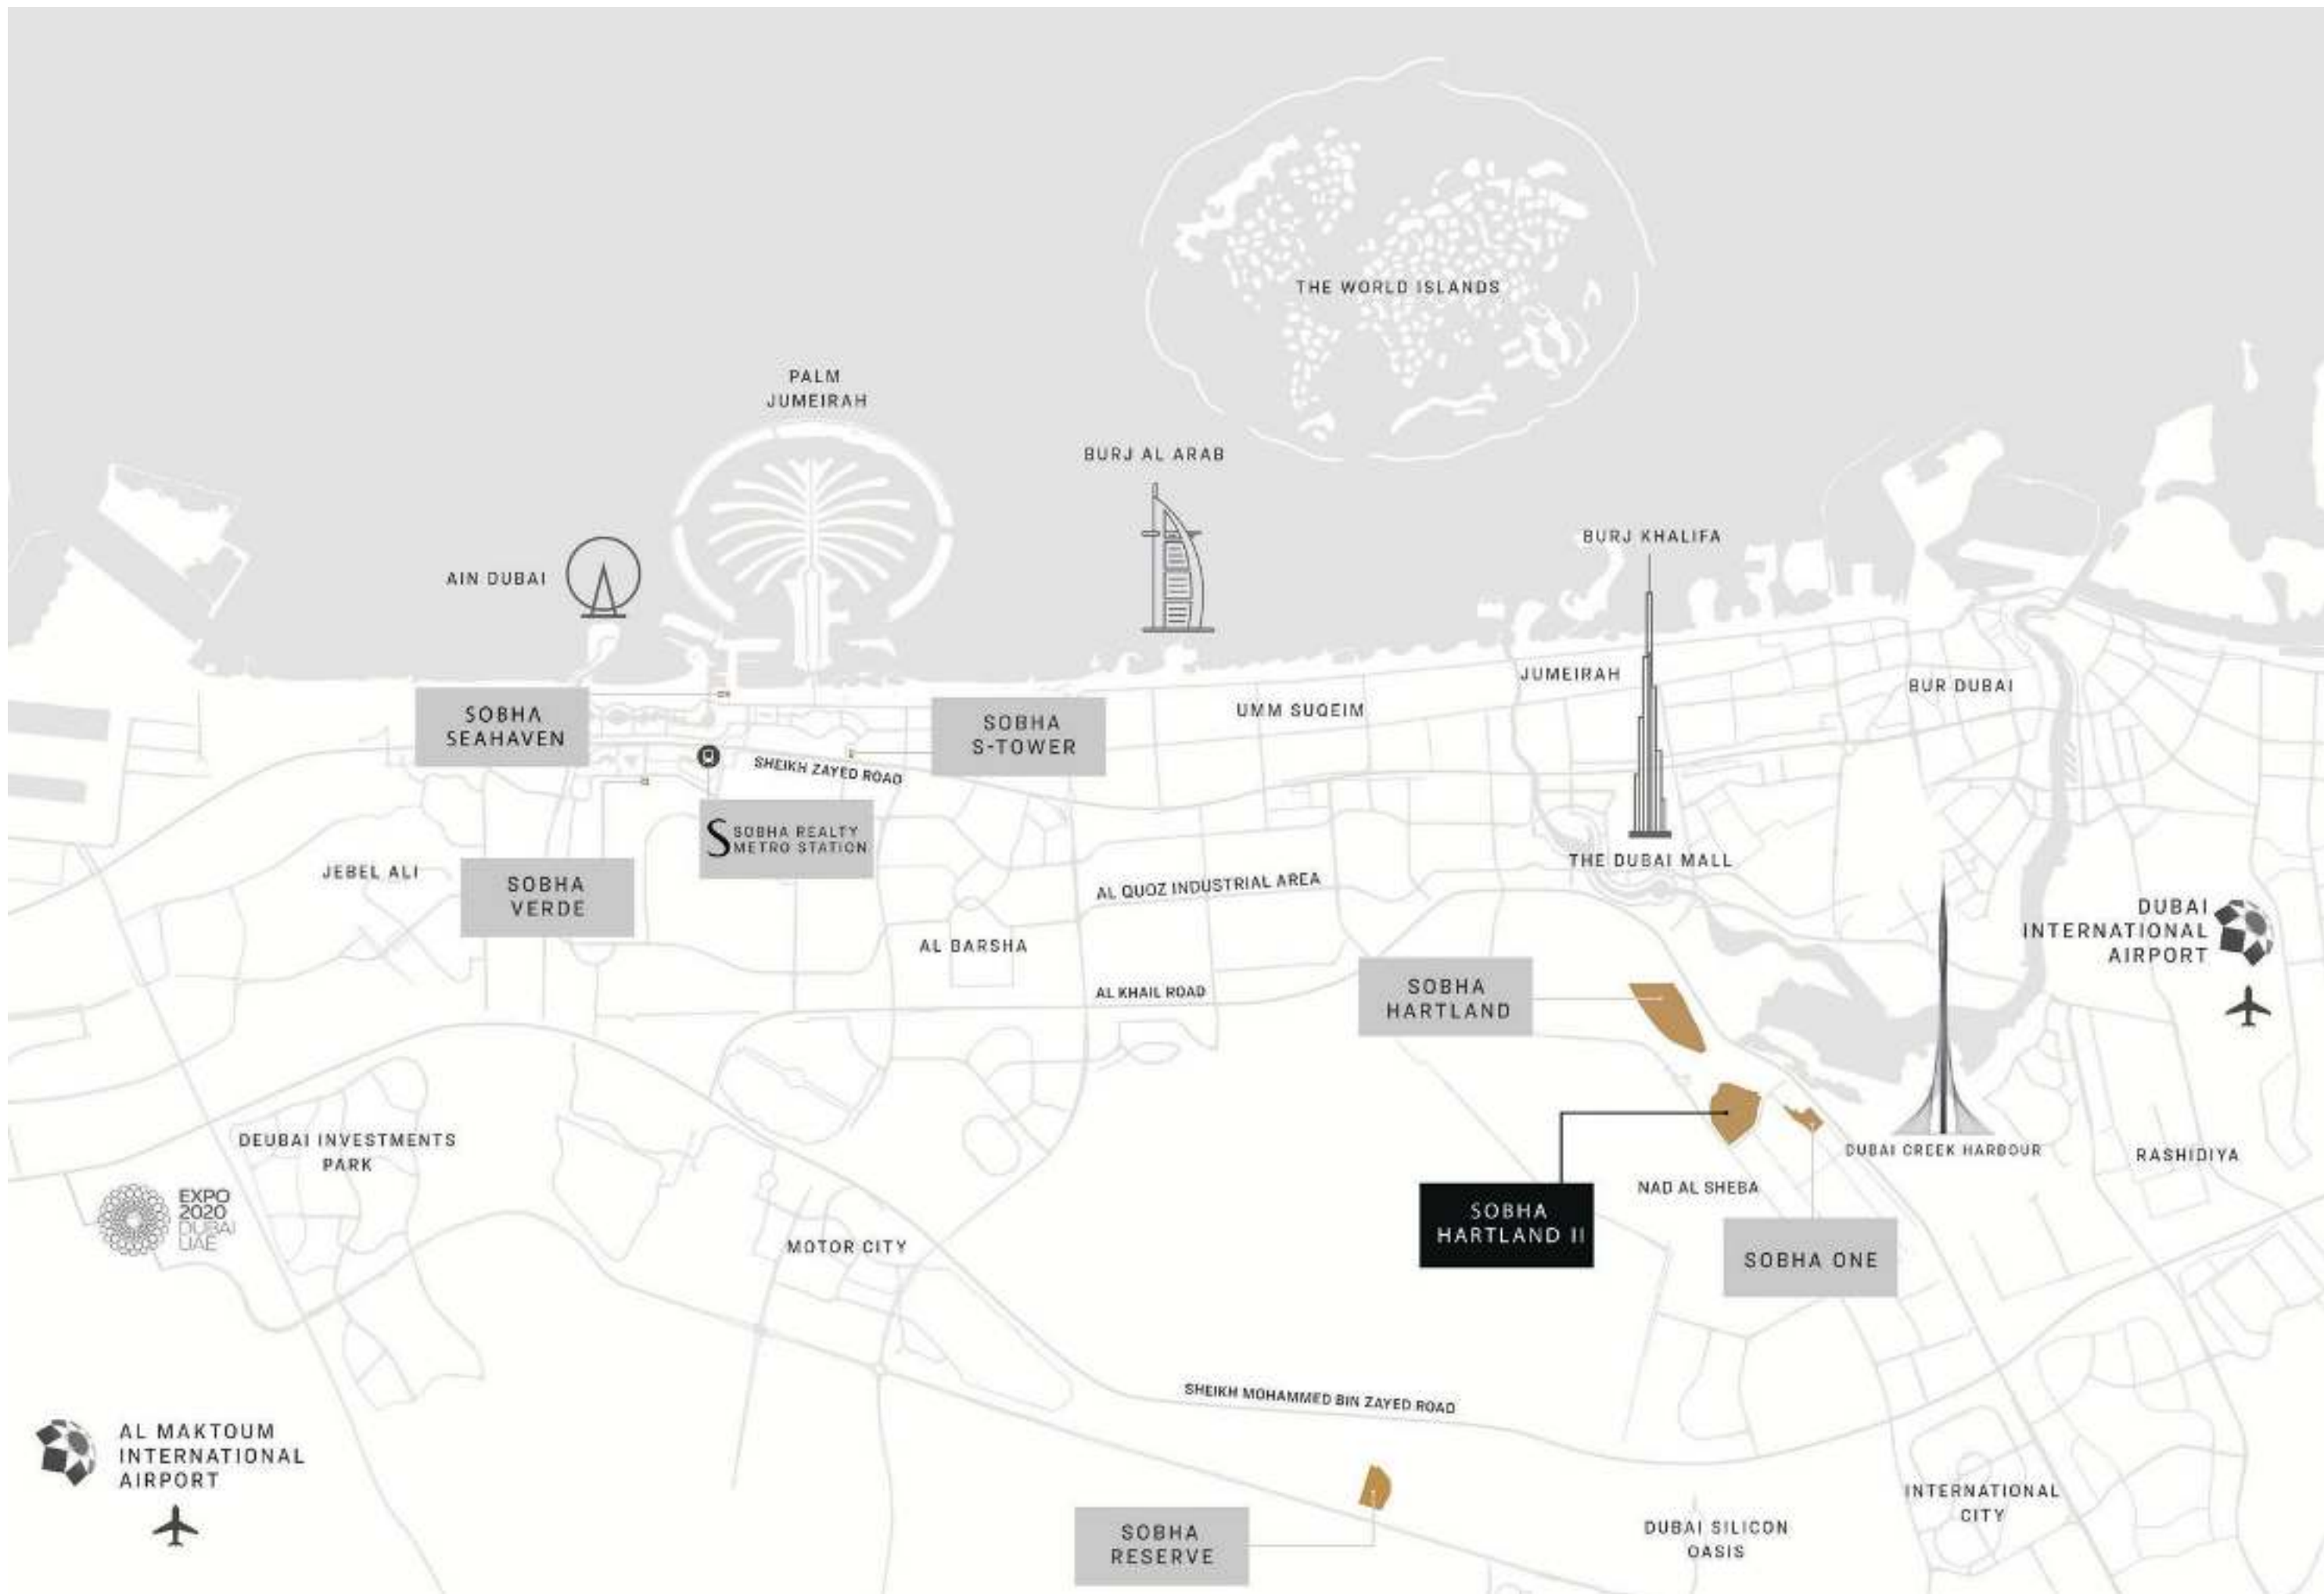 THE WORLD ISLANDS
PALM
JUMEIRAH
BURJ AL ARAB
BURJ KHALIFA
AIN DUBAI
JUMEIRAH
BUR DUBAI
SOBHA
SEAHAVEN
SOBHA
S-TOWER
UMM SUQEIM
SHEIKH ZAYED ROAD
S SOBHA REALTY
METRO STATION
THE DUBAI MALL
JEBEL ALI
SOBHA
VERDE
AL QUOZ INDUSTRIAL AREA
DUBAI
INTERNATIONAL
AIRPORT
AL BARSHA
AL KHAIL ROAD
SOBHA
HARTLAND
DEUBAI INVESTMENTS
PARK
DUBAI CREEK HARBOUR
RASHIDIYA
NAD AL SHEBA
EXPO
2020
DUBAI
UAE
SOBHA
HARTLAND II
MOTOR CITY
SOBHA ONE
SHEIKH MOHAMMED BIN ZAYED ROAD
AL MAKTOUM
INTERNATIONAL
AIRPORT
INTERNATIONAL
CITY
SOBHA
RESERVE
DUBAI SILICON
OASIS